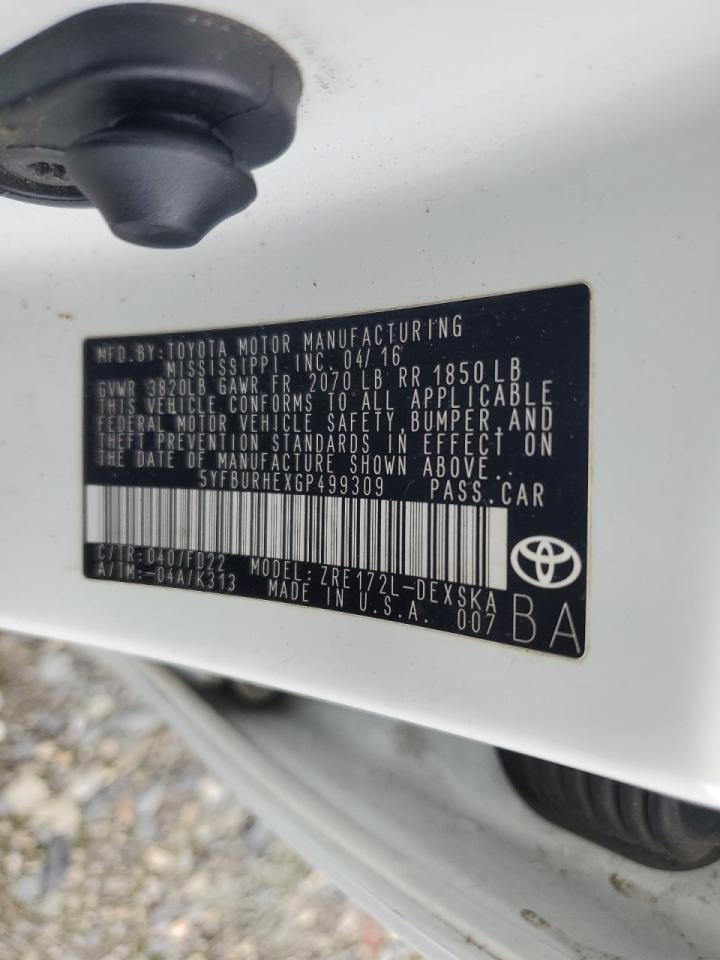 MFD.BY:TOYOTA MOTOR MANUFACTURING
MISSISSIPPI INC. 04/16
GVWR 3820LB GAWR FR 2070 LB RR 1850 LB
THIS VEHICLE CONFORMS TO ALL APPLICABLE
FEDERAL MOTOR VEHICLE SAFETY,BUMPER,AND
THEFT PREVENTION STANDARDS IN EFFECT ON
THE DATE OF MANUFACTURE SHOWN ABOVE.
5YFBURHEXGP499309 PASS.CAR
C/TR:040/FD22 MODEL:ZRE172L-DEXSKA
A/TM:-04A/K313 MADE IN U.S.A. 007
BA